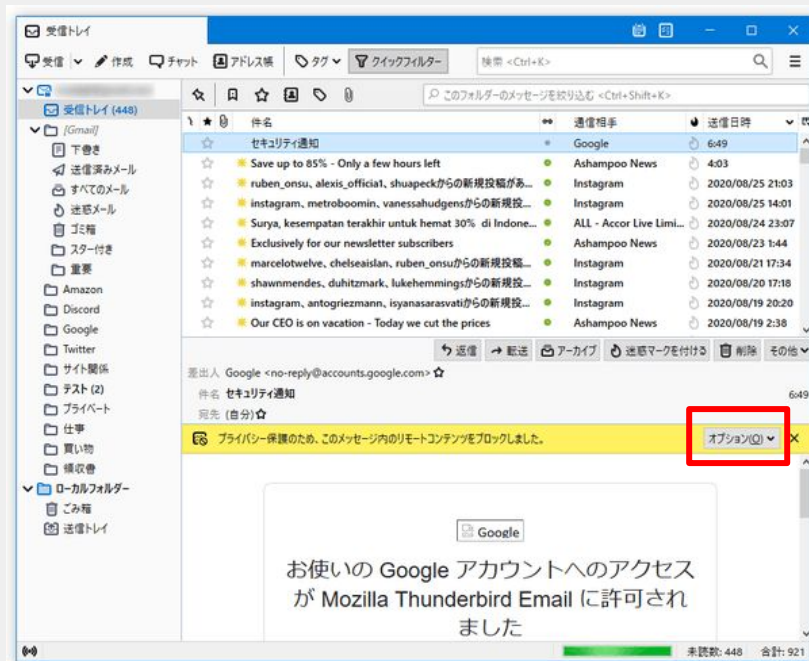 受信トレイ
受信 作成 チャット アドレス帳 タグ クイックフィルター 検索 <Ctrl+K>
受信トレイ (448)
[Gmail]
下書き
送信済みメール
すべてのメール
迷惑メール
ゴミ箱
スター付き
重要
Amazon
Discord
Google
Twitter
サイト関係
テスト (2)
プライベート
仕事
買い物
領収書
ローカルフォルダー
ごみ箱
送信トレイ
このフォルダーのメッセージを絞り込む <Ctrl+Shift+K>
件名 通信相手 送信日時
セキュリティ通知 Google 6:49
Save up to 85% - Only a few hours left Ashampoo News 4:03
ruben_onsu、alexis_officia1、shuapeckからの新規投稿があ... Instagram 2020/08/25 21:03
instagram、metroboomin、vanessahudgensからの新規投... Instagram 2020/08/25 14:01
Surya, kesempatan terakhir untuk hemat 30% di Indone... ALL - Accor Live Limi... 2020/08/24 23:07
Exclusively for our newsletter subscribers Ashampoo News 2020/08/23 1:44
marcelotwelve、chelseaislan、ruben_onsuからの新規投稿... Instagram 2020/08/21 17:34
shawnmendes、duhitzmark、lukehemmingsからの新規投... Instagram 2020/08/20 17:18
instagram、antogriezmann、isyanasarasvatiからの新規投... Instagram 2020/08/19 20:20
Our CEO is on vacation - Today we cut the prices Ashampoo News 2020/08/19 2:38
返信 転送 アーカイブ 迷惑マークを付ける 削除 その他
差出人 Google <no-reply@accounts.google.com>
件名 セキュリティ通知 6:49
宛先 (自分)
プライバシー保護のため、このメッセージ内のリモートコンテンツをブロックしました。 オプション(O)
Google
お使いの Google アカウントへのアクセス
が Mozilla Thunderbird Email に許可され
ました
未読数: 448 合計: 921